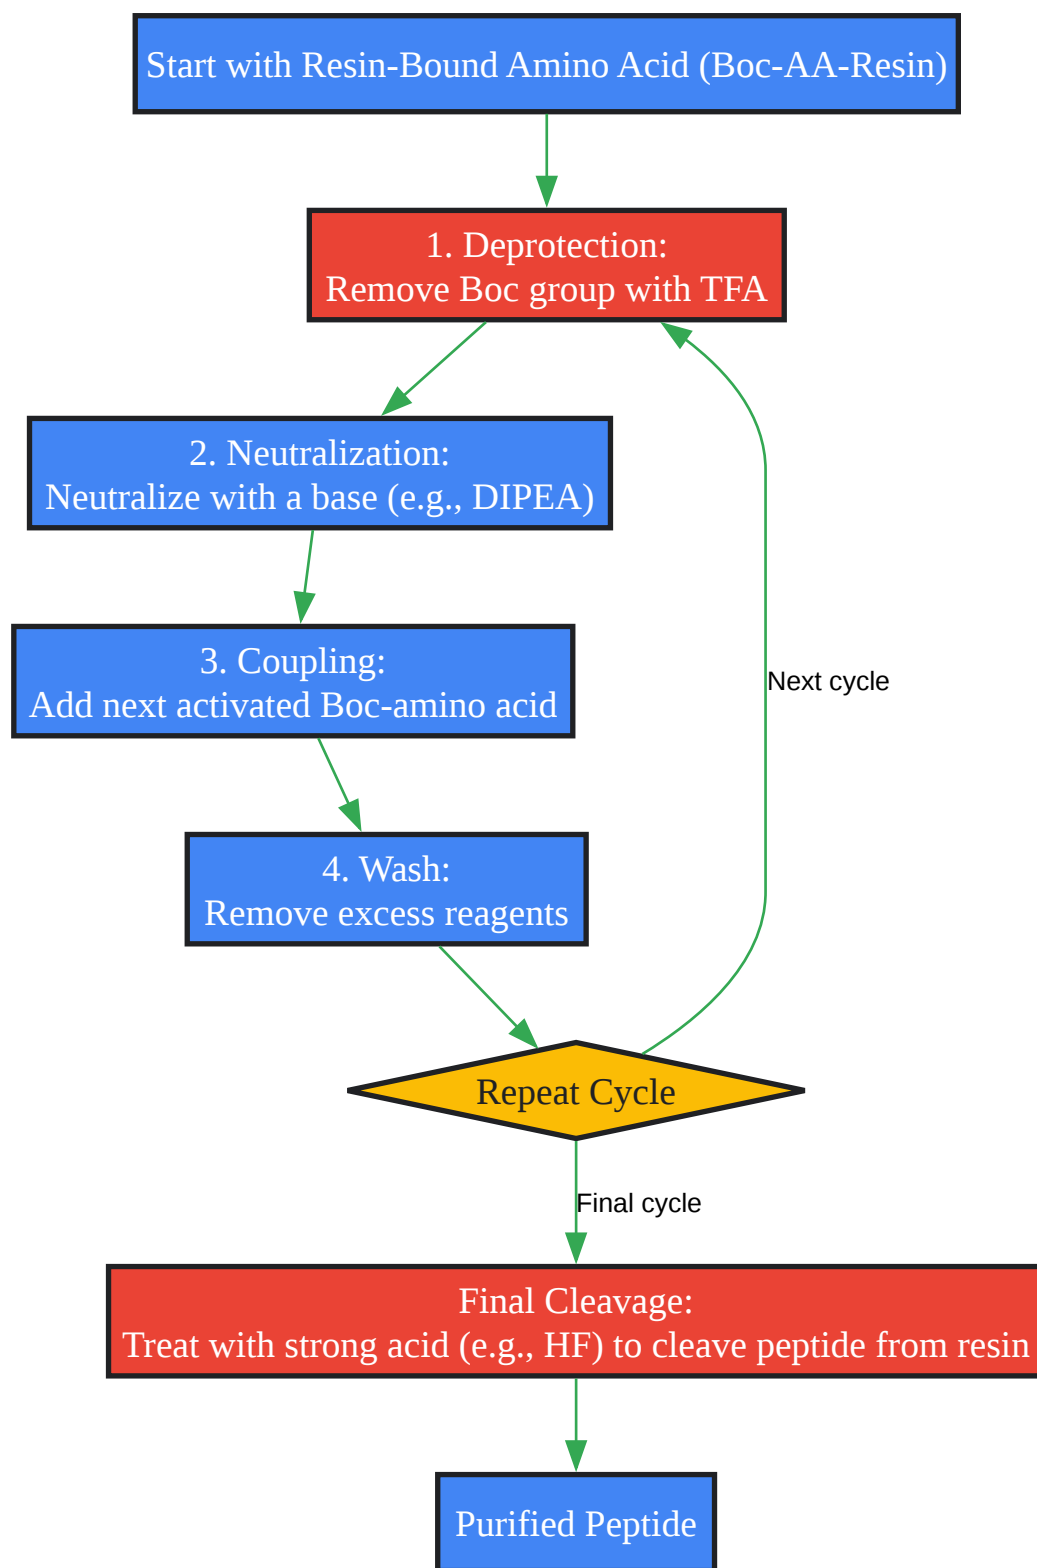 Start with Resin-Bound Amino Acid (Boc-AA-Resin)
1. Deprotection:
Remove Boc group with TFA
2. Neutralization:
Neutralize with a base (e.g., DIPEA)
3. Coupling:
Add next activated Boc-amino acid
Next cycle
4. Wash:
Remove excess reagents
Repeat Cycle
Final cycle
Final Cleavage:
Treat with strong acid (e.g., HF) to cleave peptide from resin
Purified Peptide